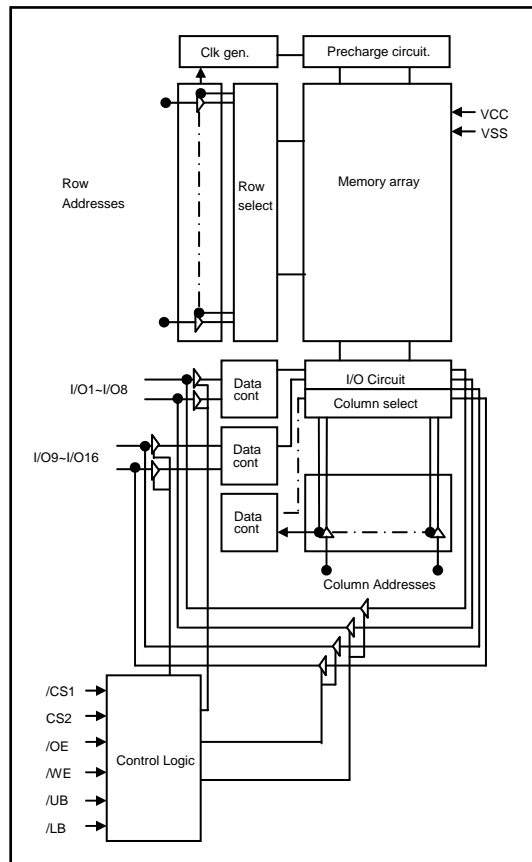 Clk gen.
Precharge circuit.
VCC
VSS
Row
Addresses
Row
select
Memory array
I/O1~I/O8
Data
cont
I/O Circuit
Column select
I/O9~I/O16
Data
cont
Data
cont
Column Addresses
/CS1
CS2
/OE
/WE
/UB
/LB
Control Logic